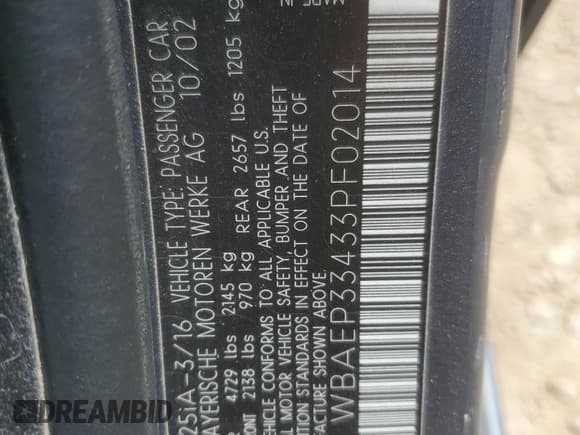 251A-3/16 VEHICLE TYPE: PASSENGER CAR
BAYERISCHE MOTOREN WERKE AG 10/02
4729 lbs 2145 kg
2138 lbs 970 kg REAR 2657 lbs 1205 kg
VEHICLE CONFORMS TO ALL APPLICABLE U.S.
MOTOR VEHICLE SAFETY, BUMPER AND THEFT
STANDARDS IN EFFECT ON THE DATE OF
SHOWN ABOVE.
WBAEP33433PF02014
DREAMBID